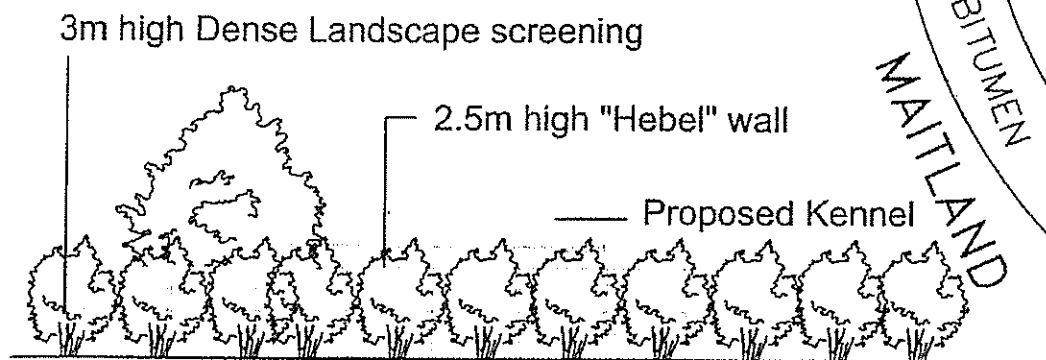 3m high Dense Landscape screening
2.5m high "Hebel" wall
Proposed Kennel
BITUMEN
MAITLAND